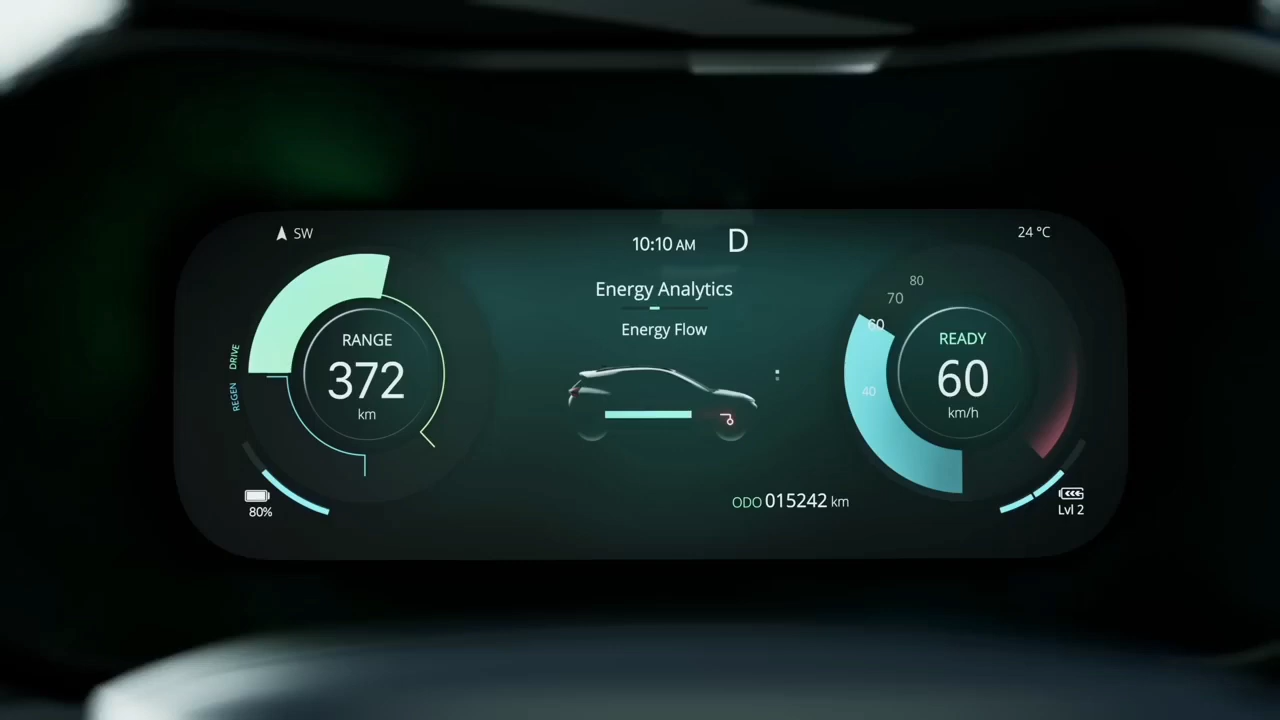 SW
10:10 AM D
24 °C
Energy Analytics
Energy Flow
DRIVE
REGEN
RANGE
372
km
80%
80
70
60
40
READY
60
km/h
Lvl 2
ODO 015242 km